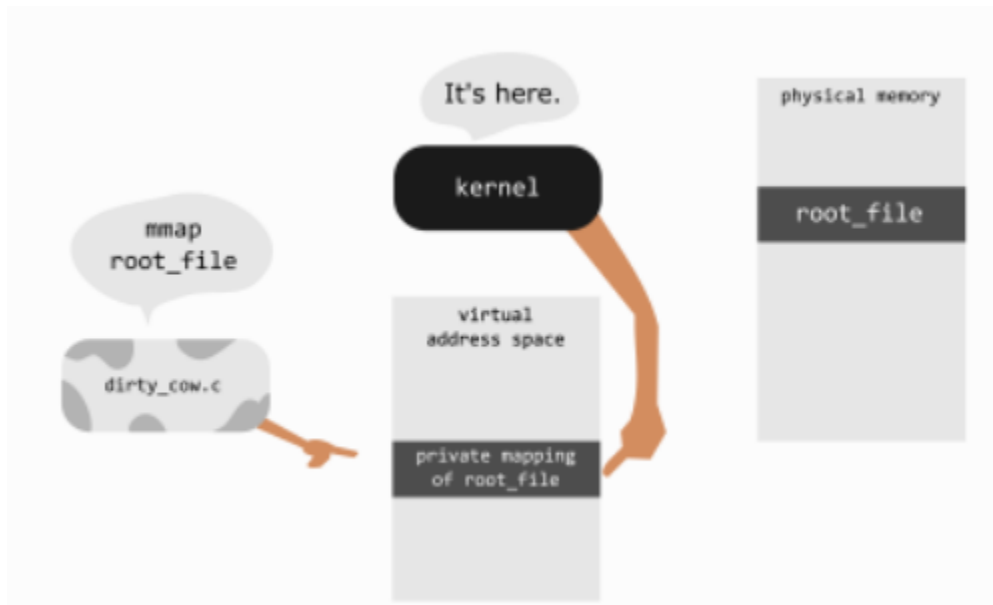 It's here.
kernel
mmap
root_file
dirty_cow.c
virtual
address space
private mapping
of root_file
physical memory
root_file